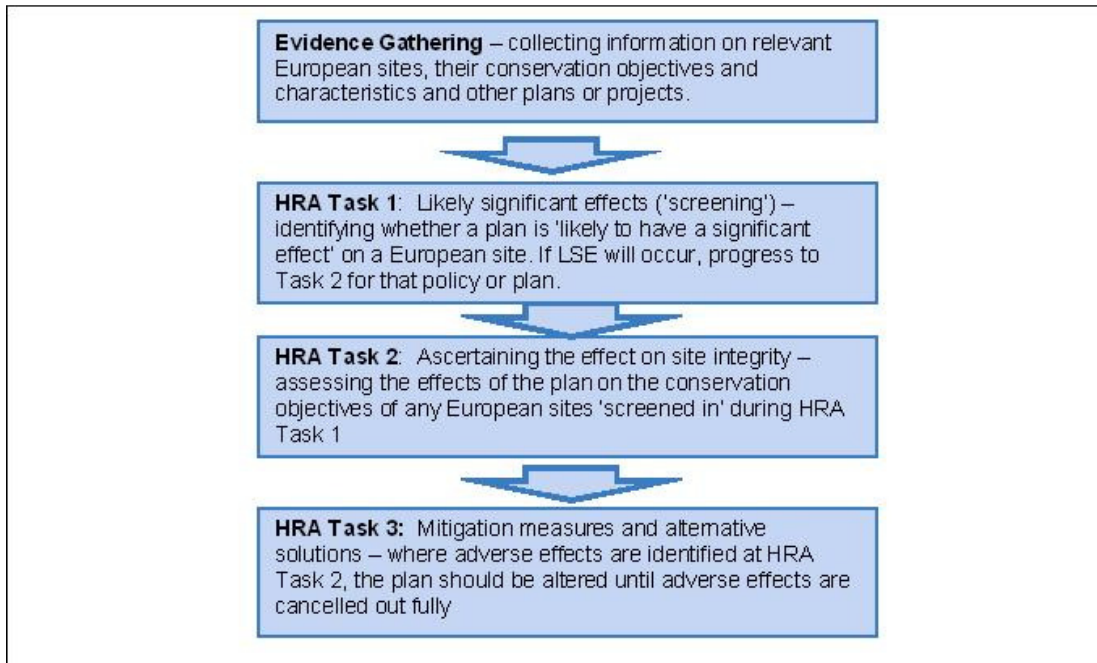 Evidence Gathering – collecting information on relevant
European sites, their conservation objectives and
characteristics and other plans or projects.
HRA Task 1:  Likely significant effects ('screening') –
identifying whether a plan is 'likely to have a significant
effect' on a European site. If LSE will occur, progress to
Task 2 for that policy or plan.
HRA Task 2:  Ascertaining the effect on site integrity –
assessing the effects of the plan on the conservation
objectives of any European sites 'screened in' during HRA
Task 1
HRA Task 3:  Mitigation measures and alternative
solutions – where adverse effects are identified at HRA
Task 2, the plan should be altered until adverse effects are
cancelled out fully